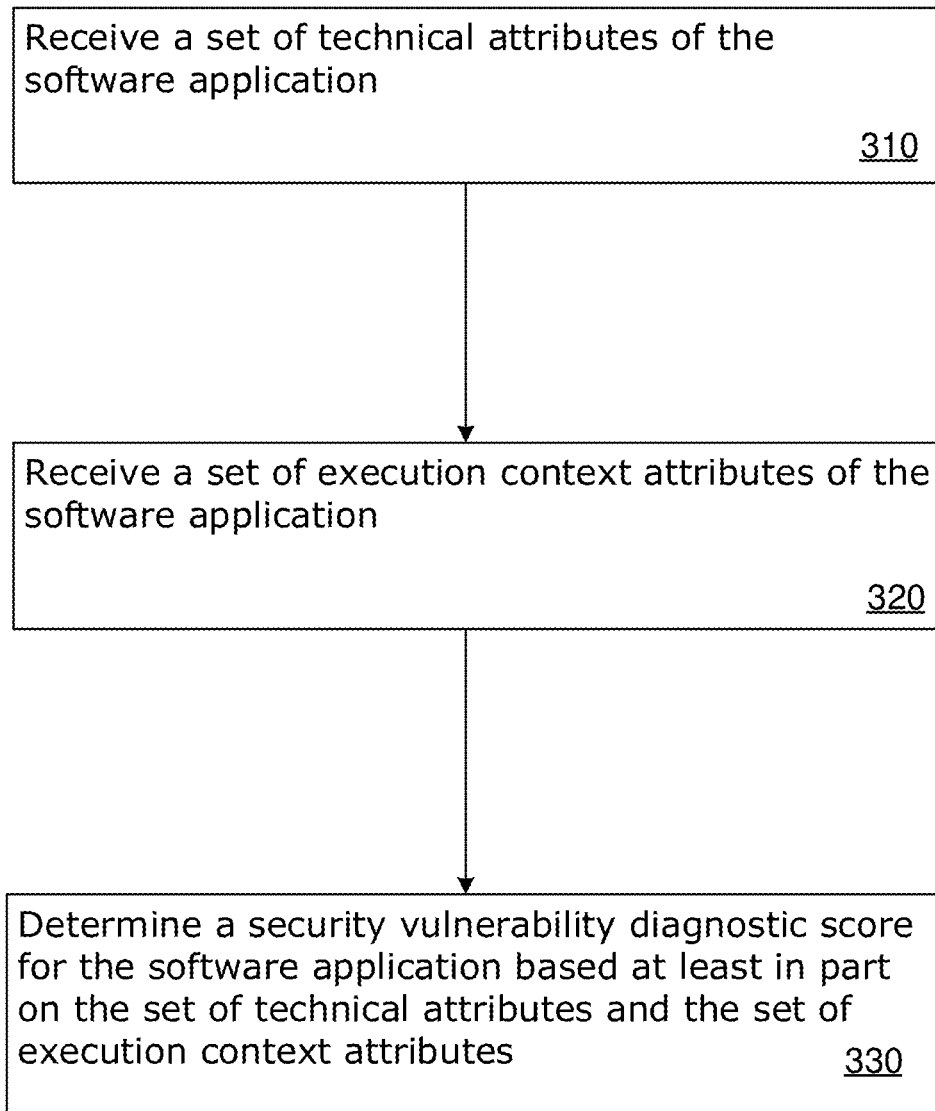 Receive a set of technical attributes of the
software application
310
Receive a set of execution context attributes of the
software application
320
Determine a security vulnerability diagnostic score
for the software application based at least in part
on the set of technical attributes and the set of
execution context attributes
330